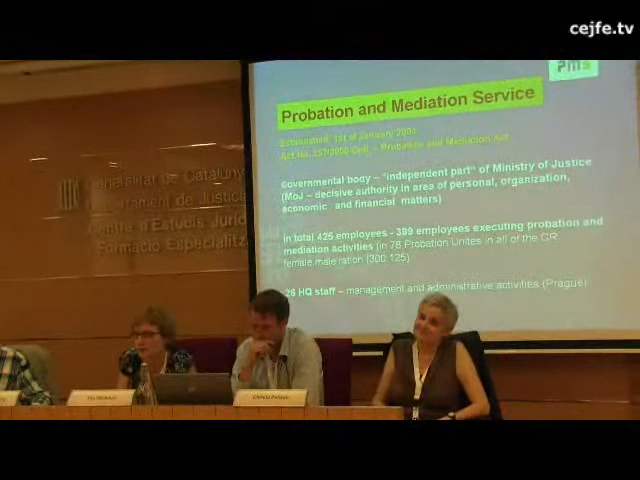 cejfe.tv
PMS
Probation and Mediation Service
Established: 1st of January 2001
Act No. 257/2000 Coll. – Probation and Mediation Act
Governmental body – "independent part" of Ministry of Justice
(MoJ – decisive authority in area of personal, organization,
economic and financial matters)
In total 425 employees - 399 employees executing probation and
mediation activities (in 78 Probation Unites in all of the CR
female male ration (300:125)
26 HQ staff – management and administrative activities (Prague)
Generalitat de Catalunya
Departament de Justícia
Centre d'Estudis Jurí
Formació Especialitz